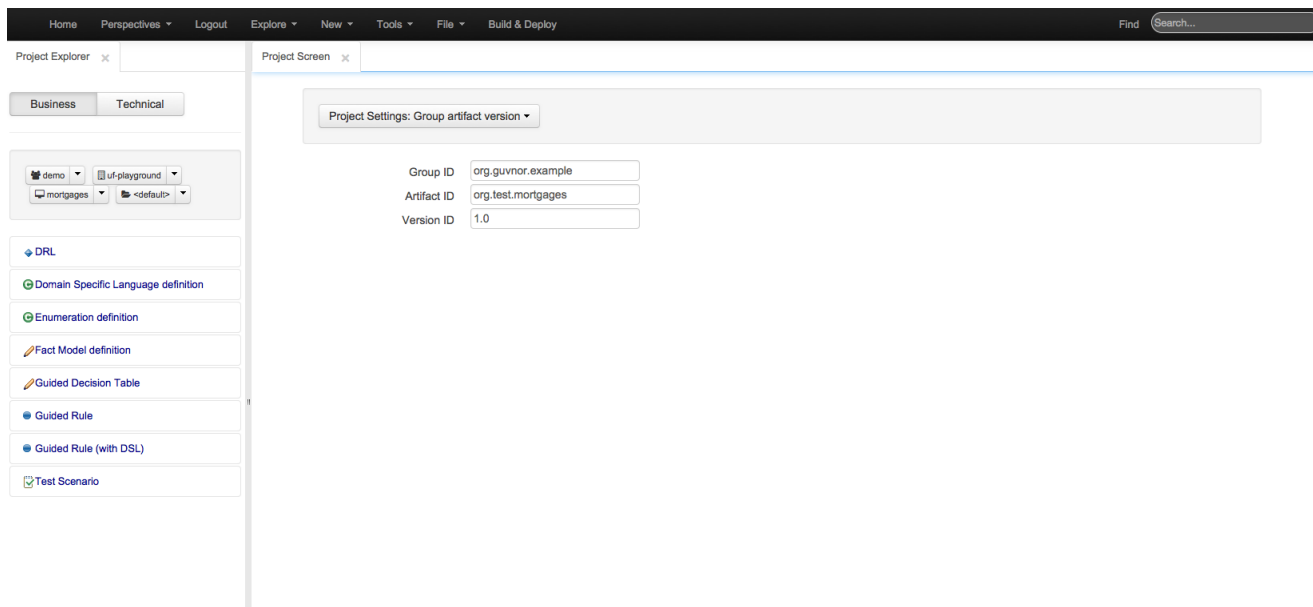 Home Perspectives Logout Explore New Tools File Build & Deploy Find Search...
Project Explorer
Project Screen
Business Technical
Project Settings: Group artifact version
demo uf-playground
mortgages <default>
Group ID org.guvnor.example
Artifact ID org.test.mortgages
Version ID 1.0
DRL
Domain Specific Language definition
Enumeration definition
Fact Model definition
Guided Decision Table
Guided Rule
Guided Rule (with DSL)
Test Scenario